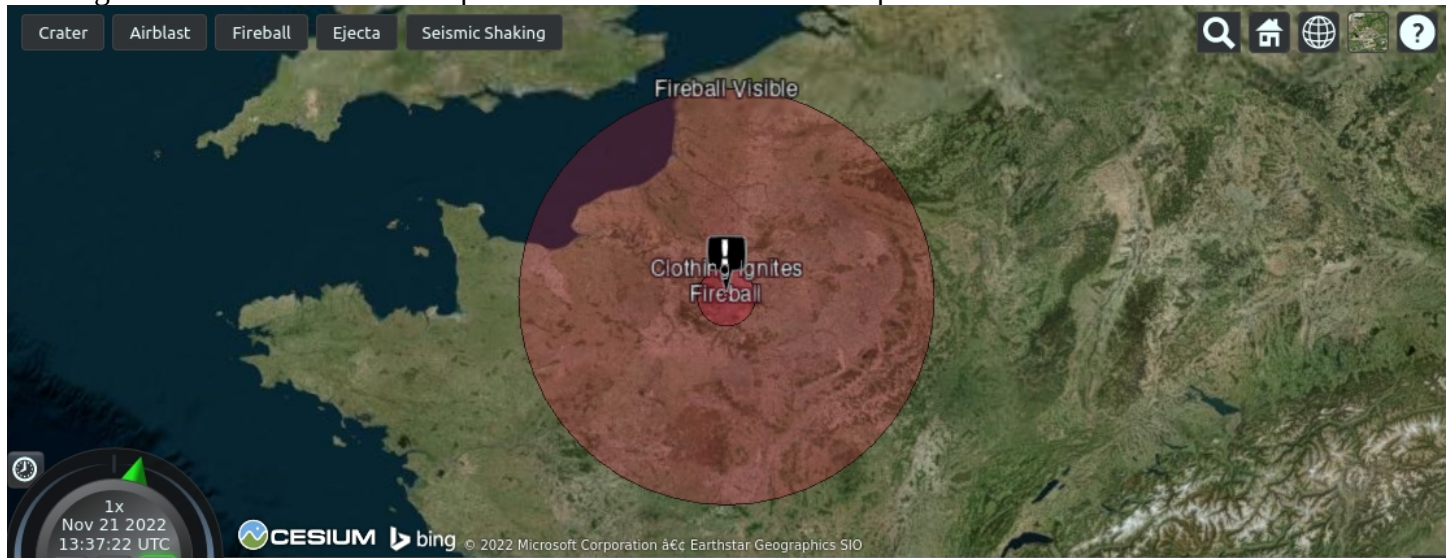 Crater
Airblast
Fireball
Ejecta
Seismic Shaking
?
Fireball Visible
!
Clothing Ignites
Fireball
1x
Nov 21 2022
13:37:22 UTC
CESIUM
bing
© 2022 Microsoft Corporation â€¢ Earthstar Geographics SIO